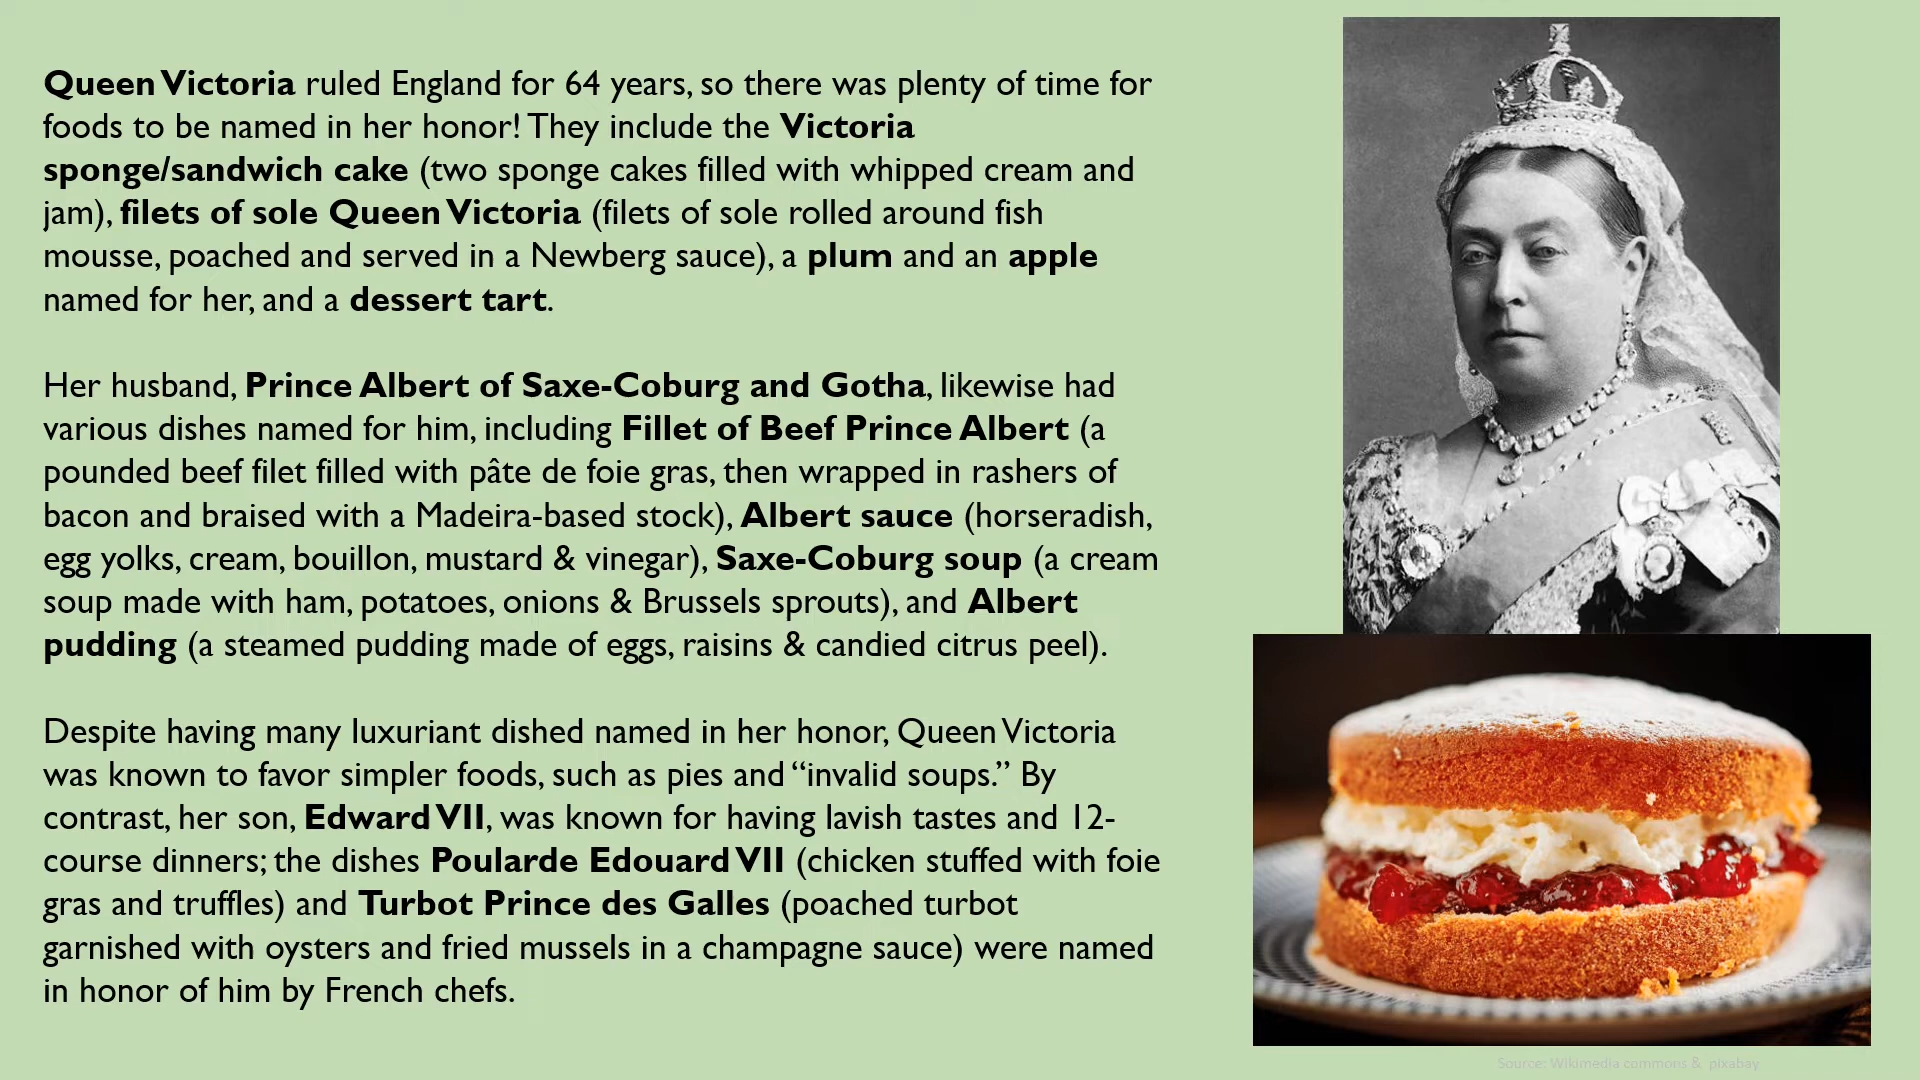 Queen Victoria ruled England for 64 years, so there was plenty of time for
foods to be named in her honor! They include the Victoria
sponge/sandwich cake (two sponge cakes filled with whipped cream and
jam), filets of sole Queen Victoria (filets of sole rolled around fish
mousse, poached and served in a Newberg sauce), a plum and an apple
named for her, and a dessert tart.
Her husband, Prince Albert of Saxe-Coburg and Gotha, likewise had
various dishes named for him, including Fillet of Beef Prince Albert (a
pounded beef filet filled with pâte de foie gras, then wrapped in rashers of
bacon and braised with a Madeira-based stock), Albert sauce (horseradish,
egg yolks, cream, bouillon, mustard & vinegar), Saxe-Coburg soup (a cream
soup made with ham, potatoes, onions & Brussels sprouts), and Albert
pudding (a steamed pudding made of eggs, raisins & candied citrus peel).
Despite having many luxuriant dished named in her honor, Queen Victoria
was known to favor simpler foods, such as pies and “invalid soups.” By
contrast, her son, Edward VII, was known for having lavish tastes and 12-
course dinners; the dishes Poularde Edouard VII (chicken stuffed with foie
gras and truffles) and Turbot Prince des Galles (poached turbot
garnished with oysters and fried mussels in a champagne sauce) were named
in honor of him by French chefs.
Source: Wikimedia commons & pixabay